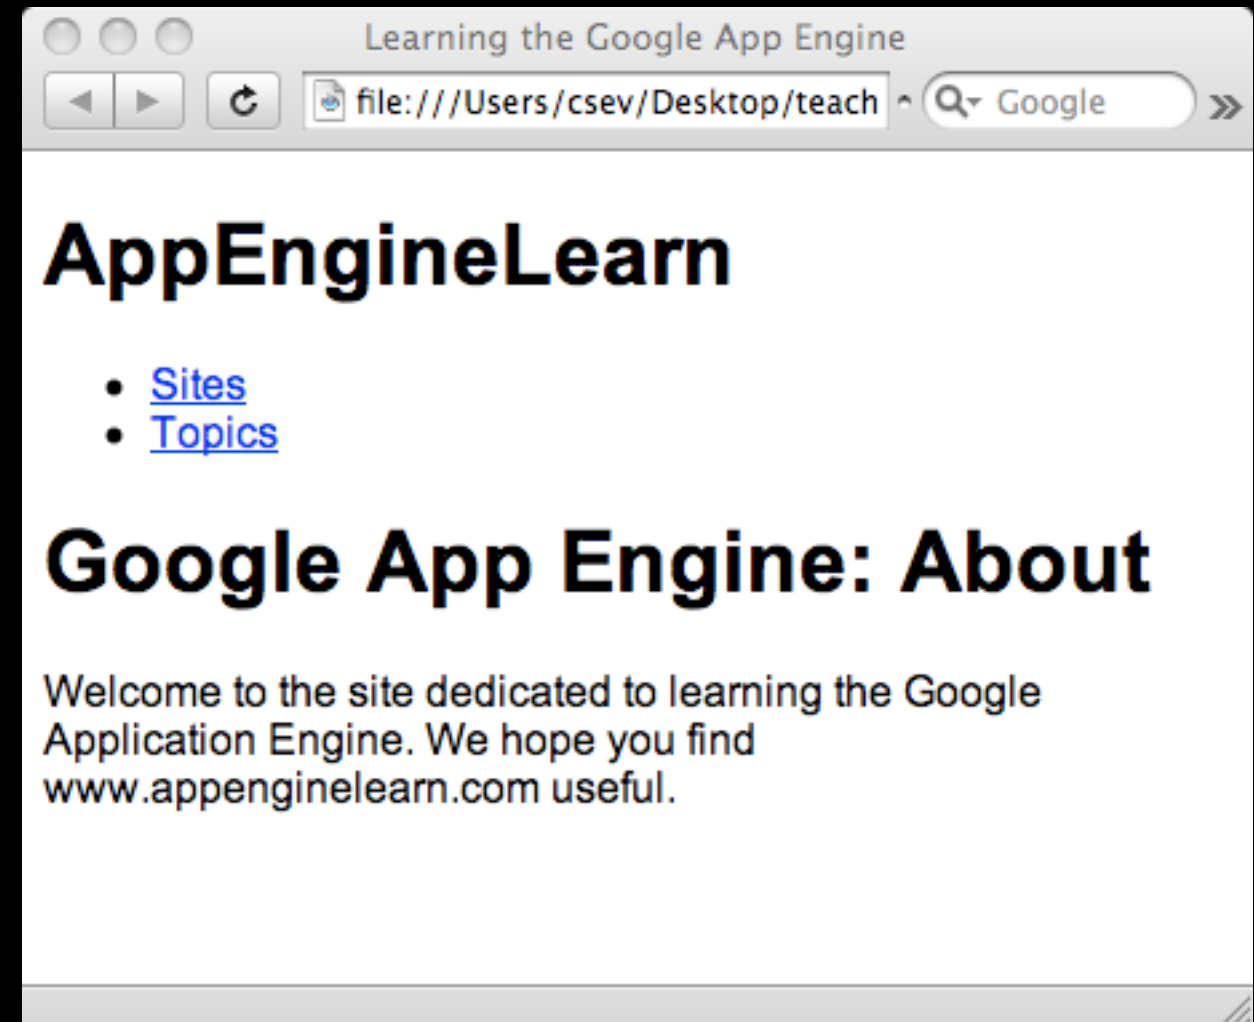 Learning the Google App Engine
file:///Users/csev/Desktop/teach
Google
AppEngineLearn
Sites
Topics
Google App Engine: About
Welcome to the site dedicated to learning the Google
Application Engine. We hope you find
www.appenginelearn.com useful.